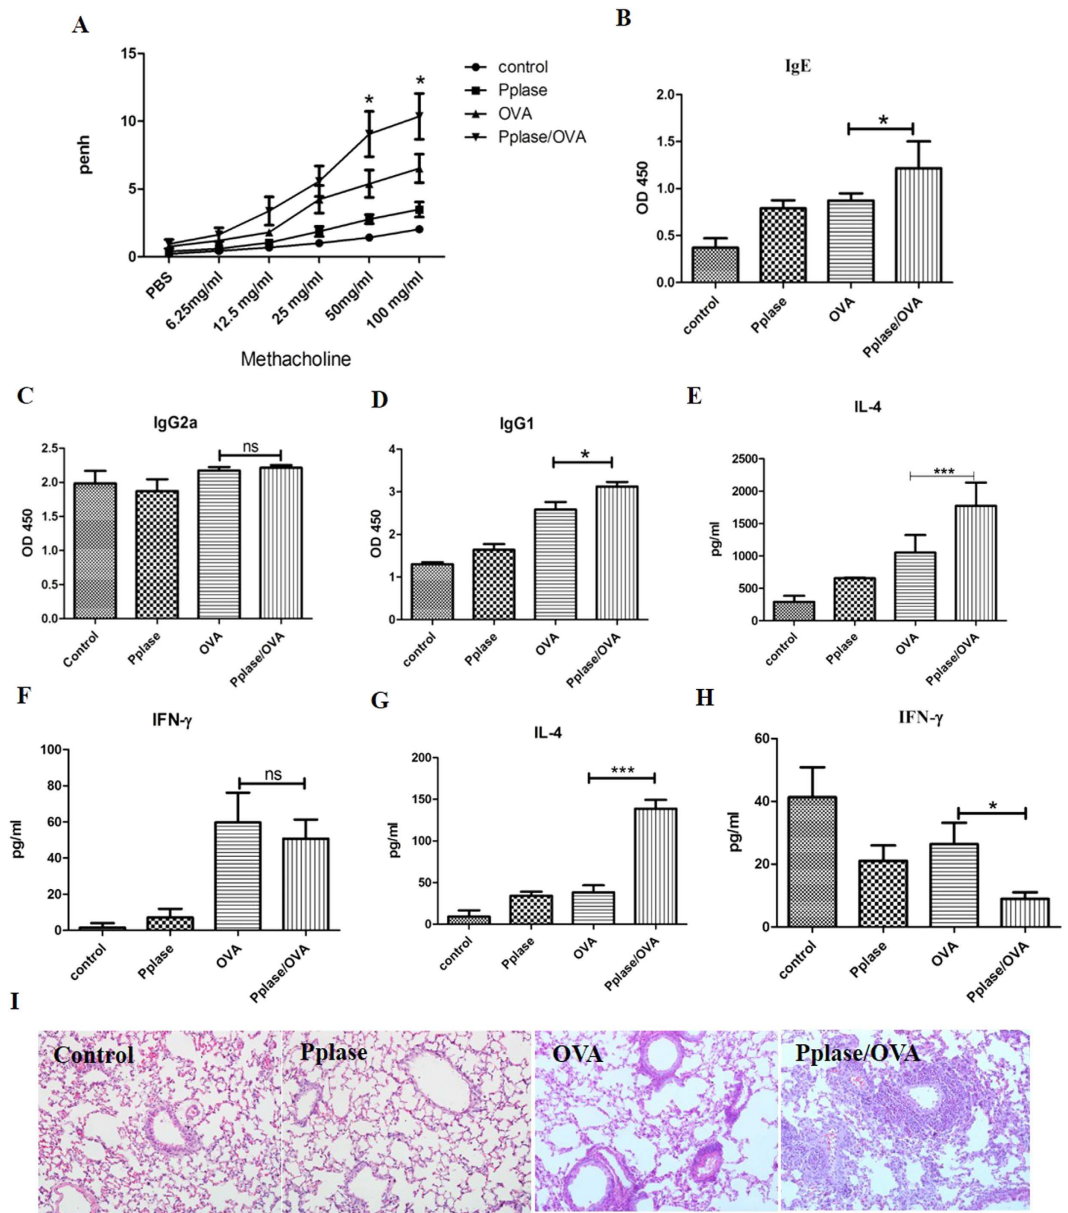 A
15
10
5
0
penh
* *
control
Pplase
OVA
Pplase/OVA
PBS
6.25mg/ml
12.5 mg/ml
25 mg/ml
50mg/ml
100 mg/ml
Methacholine
B
IgE
2.0
1.5
1.0
0.5
0.0
OD 450
*
control
Pplase
OVA
Pplase/OVA
C
IgG2a
2.5
2.0
1.5
1.0
0.5
0.0
OD 450
ns
Control
Pplase
OVA
Pplase/OVA
D
IgG1
4
3
2
1
0
OD 450
*
control
Pplase
OVA
Pplase/OVA
E
IL-4
2500
2000
1500
1000
500
0
pg/ml
***
control
Pplase
OVA
Pplase/OVA
F
IFN-γ
100
80
60
40
20
0
pg/ml
ns
control
Pplase
OVA
Pplase/OVA
G
IL-4
200
150
100
50
0
pg/ml
***
control
Pplase
OVA
Pplase/OVA
H
IFN-γ
60
40
20
0
pg/ml
*
control
Pplase
OVA
Pplase/OVA
I
Control
Pplase
OVA
Pplase/OVA